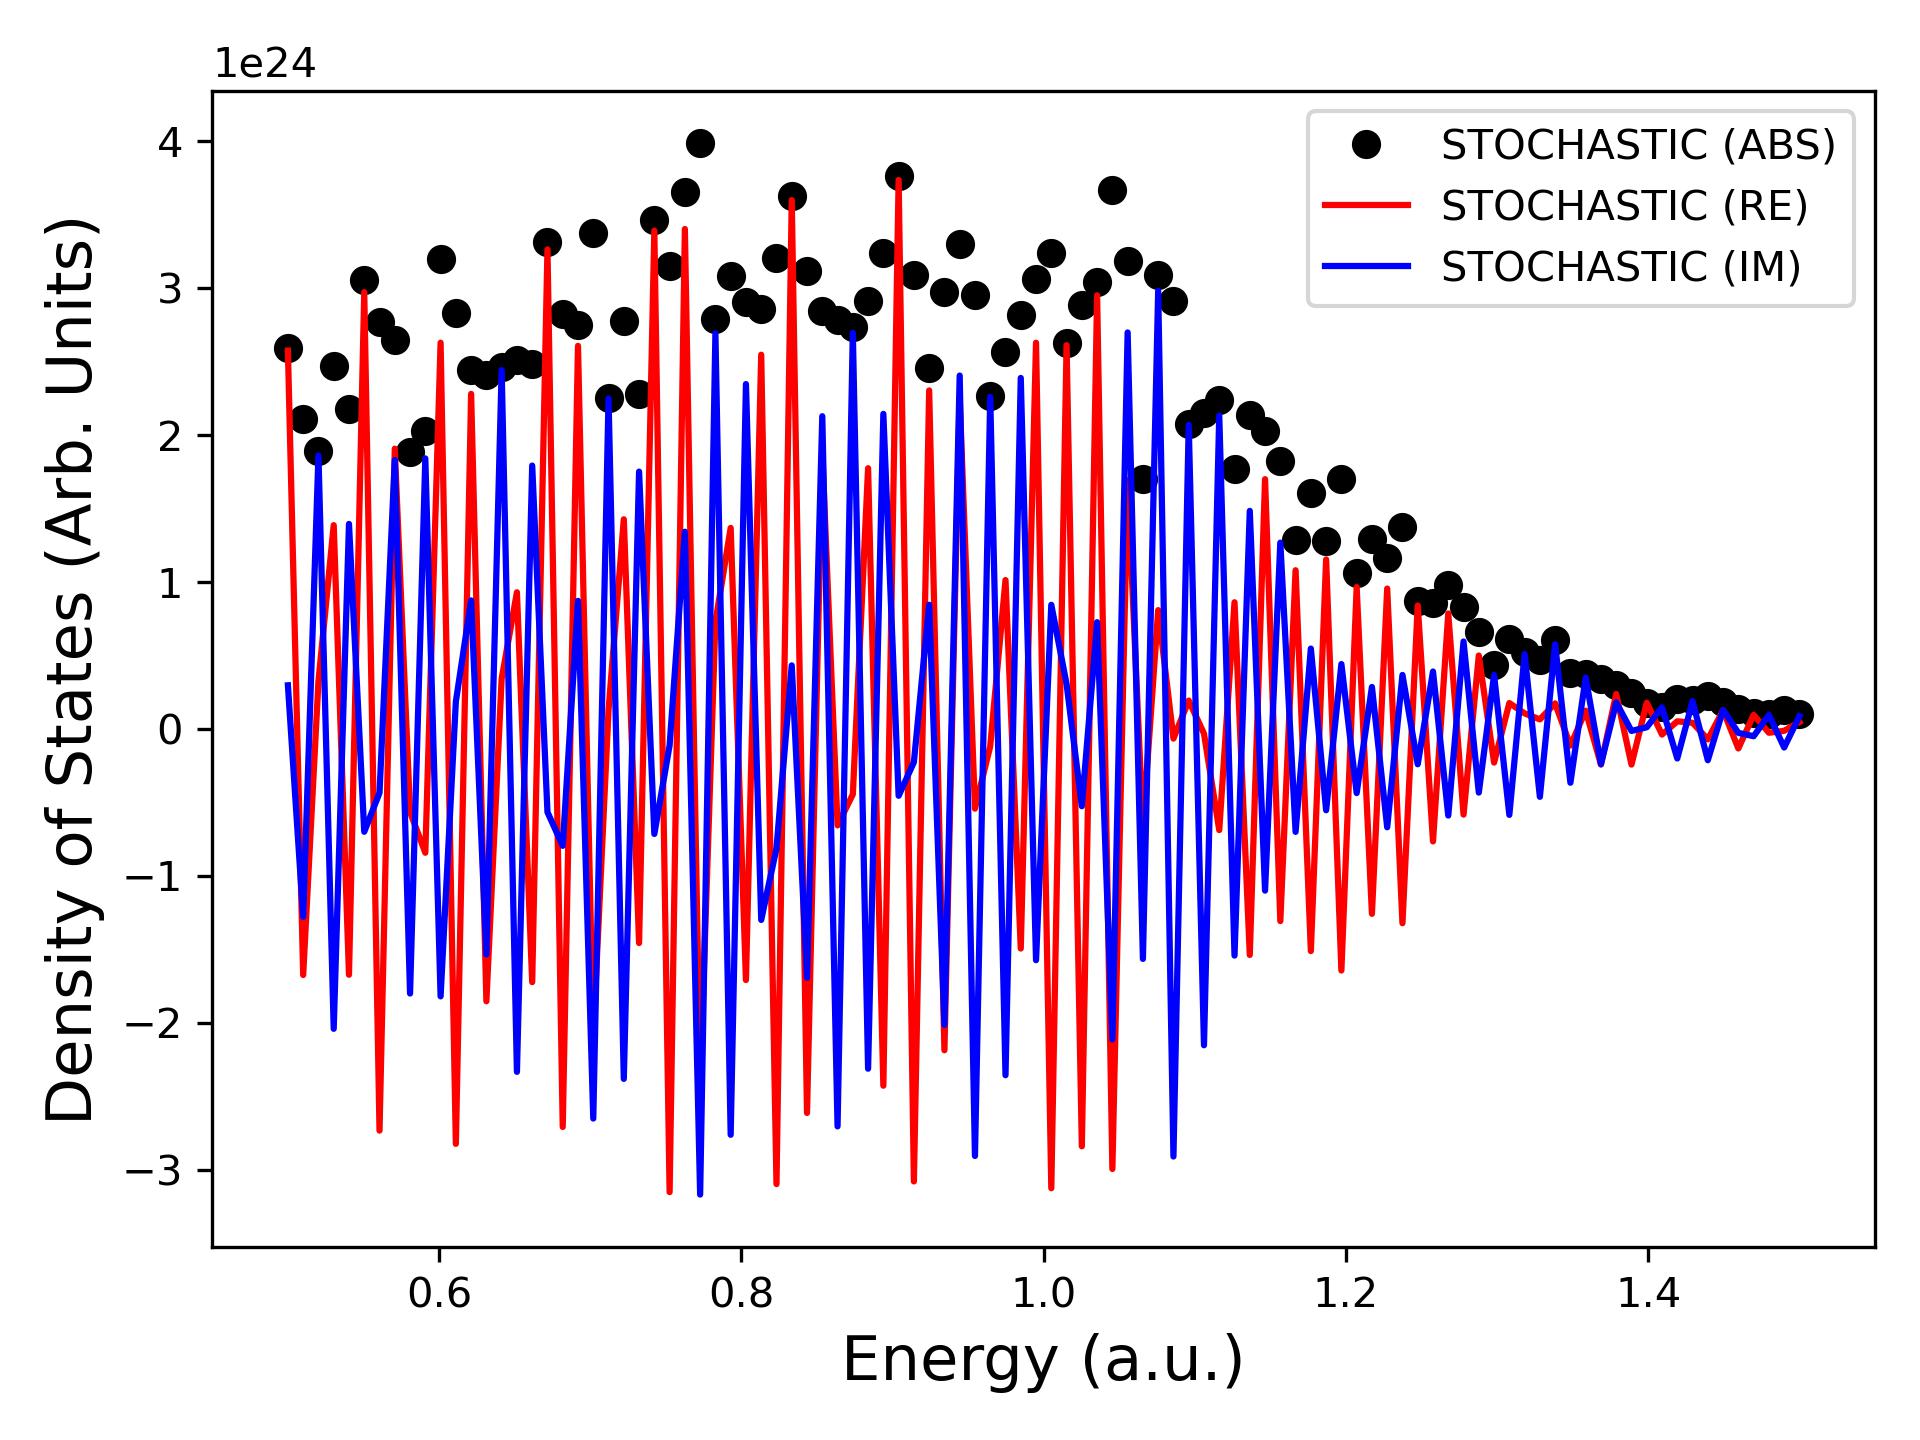 1e24
4
3
2
1
0
−1
−2
−3
Density of States (Arb. Units)
STOCHASTIC (ABS)
STOCHASTIC (RE)
STOCHASTIC (IM)
0.6 0.8 1.0 1.2 1.4
Energy (a.u.)